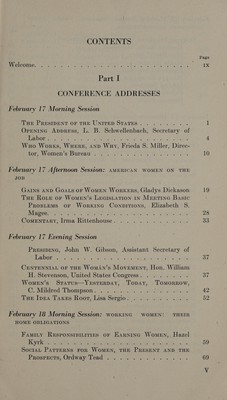 CONTENTS
Page
Welcome . . . . . . . . . . . . . . . . IX
Part I
CONFERENCE ADDRESSES
February 17 Morning Session
THE PRESIDENT OF THE UNITED STATES . . . . . . . . 1
OPENING ADDRESS, L. B. Schwellenbach, Secretary of
Labor . . . . . . . . . . . . . . . . 4
WHO WORKS, WHERE, AND WHY, Frieda S. Miller, Direc-
tor, Women's Bureau . . . . . . . . . . . . 10
February 17 Afternoon Session: AMERICAN WOMEN ON THE
JOB
GAINS AND GOALS OF WOMEN WORKERS, Gladys Dickason 19
THE ROLE OF WOMEN'S LEGISLATION IN MEETING BASIC
PROBLEMS OF WORKING CONDITIONS, Elizabeth S.
Magee . . . . . . . . . . . . . . . . 28
COMENTARY, Irma Rittenhouse . . . . . . . . . . 33
February 17 Evening Session
PRESIDING, John W. Gibson, Assistant Secretary of
Labor . . . . . . . . . . . . . . . . 37
CENTENNIAL OF THE WOMAN'S MOVEMENT, Hon. William
H. Stevenson, United States Congress . . . . . . . 37
WOMEN'S STATUS—YESTERDAY, TODAY, TOMORROW,
C. Mildred Thompson . . . . . . . . . . . . 42
THE IDEA TAKES ROOT, Lisa Sergio . . . . . . . . . 52
February 18 Morning Session: WORKING WOMEN: THEIR
HOME OBLIGATIONS
FAMILY RESPONSIBILITIES OF EARNING WOMEN, Hazel
Kyrk . . . . . . . . . . . . . . . . 59
SOCIAL PATTERNS FOR WOMEN, THE PRESENT AND THE
PROSPECTS, Ordway Tead . . . . . . . . . . . 69
V